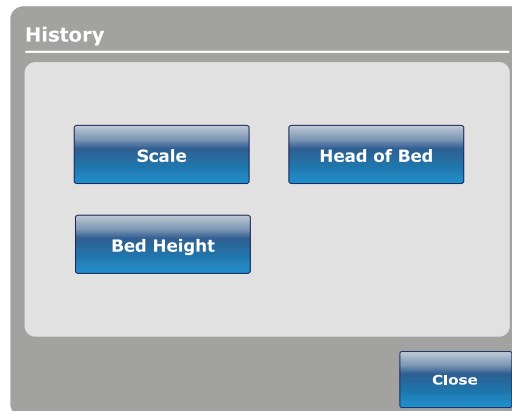 History
Scale
Head of Bed
Bed Height
Close